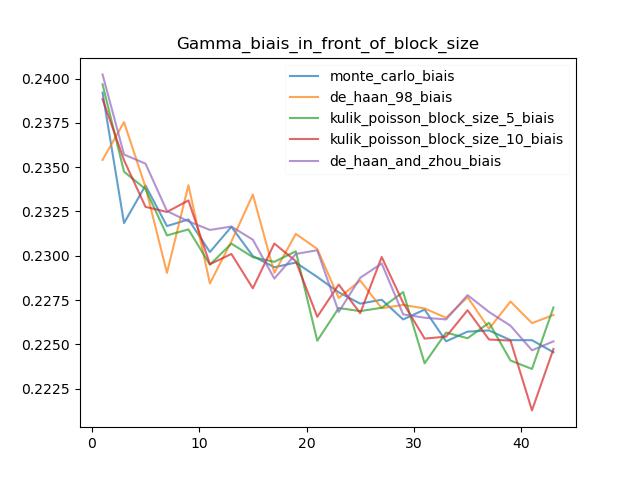 Gamma_biais_in_front_of_block_size
monte_carlo_biais
de_haan_98_biais
kulik_poisson_block_size_5_biais
kulik_poisson_block_size_10_biais
de_haan_and_zhou_biais
0.2400
0.2375
0.2350
0.2325
0.2300
0.2275
0.2250
0.2225
0 10 20 30 40